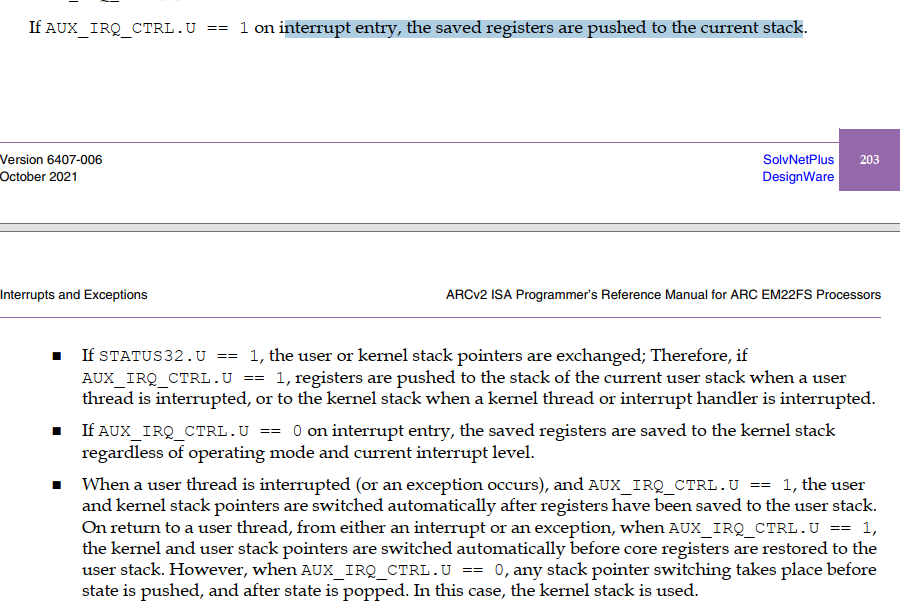 If AUX_IRQ_CTRL.U == 1 on interrupt entry, the saved registers are pushed to the current stack.
Version 6407-006
October 2021
SolvNetPlus
DesignWare
203
Interrupts and Exceptions
ARCv2 ISA Programmer's Reference Manual for ARC EM22FS Processors
■ If STATUS32.U == 1, the user or kernel stack pointers are exchanged; Therefore, if
AUX_IRQ_CTRL.U == 1, registers are pushed to the stack of the current user stack when a user
thread is interrupted, or to the kernel stack when a kernel thread or interrupt handler is interrupted.
■ If AUX_IRQ_CTRL.U == 0 on interrupt entry, the saved registers are saved to the kernel stack
regardless of operating mode and current interrupt level.
■ When a user thread is interrupted (or an exception occurs), and AUX_IRQ_CTRL.U == 1, the user
and kernel stack pointers are switched automatically after registers have been saved to the user stack.
On return to a user thread, from either an interrupt or an exception, when AUX_IRQ_CTRL.U == 1,
the kernel and user stack pointers are switched automatically before core registers are restored to the
user stack. However, when AUX_IRQ_CTRL.U == 0, any stack pointer switching takes place before
state is pushed, and after state is popped. In this case, the kernel stack is used.